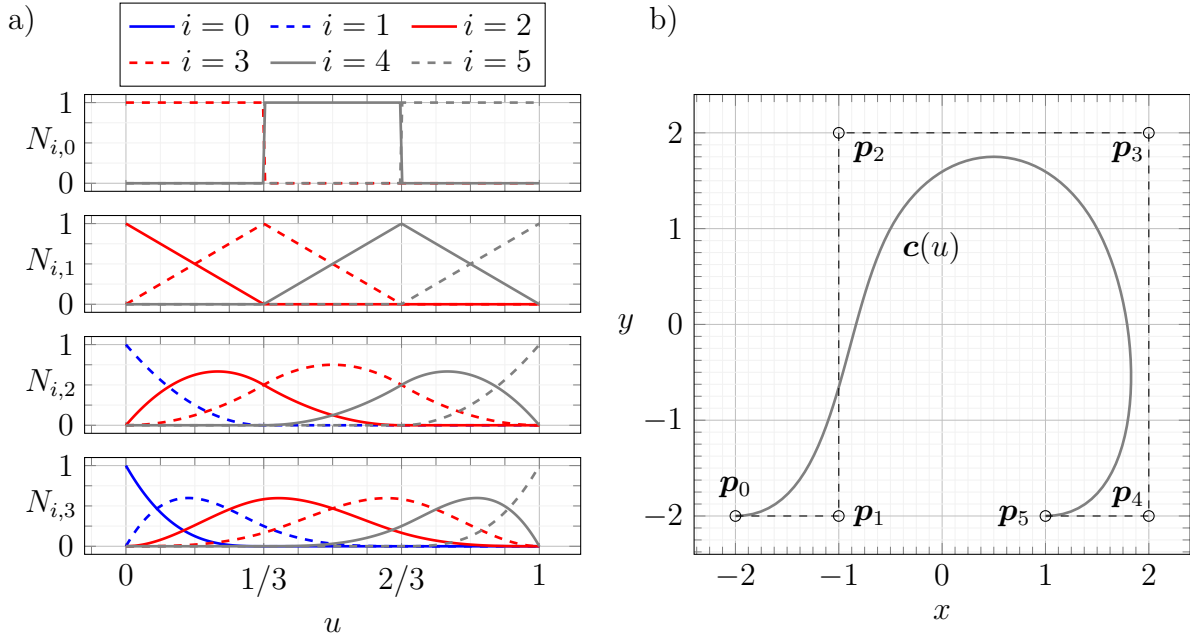 a)
i = 0 i = 1 i = 2
i = 3 i = 4 i = 5
1
N_{i,0}
0
1
N_{i,1}
0
1
N_{i,2}
0
1
N_{i,3}
0
0 1/3 2/3 1
u
b)
2
p_2 p_3
1
c(u)
y 0
−1
p_0 p_4
−2 p_1 p_5
−2 −1 0 1 2
x